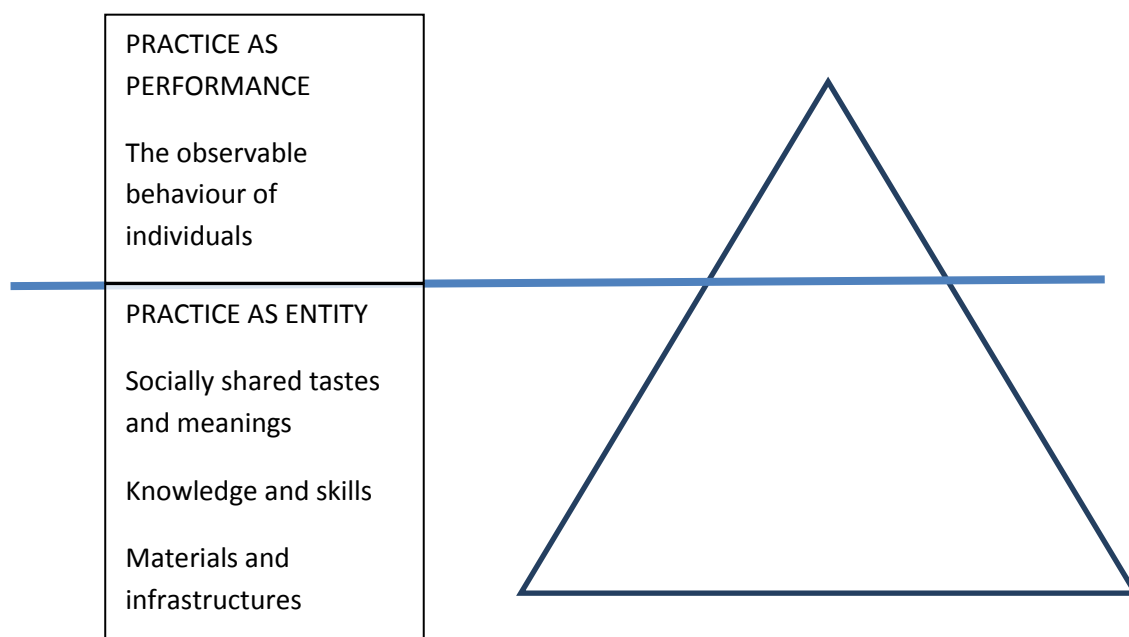 PRACTICE AS
PERFORMANCE
The observable
behaviour of
individuals
PRACTICE AS ENTITY
Socially shared tastes
and meanings
Knowledge and skills
Materials and
infrastructures